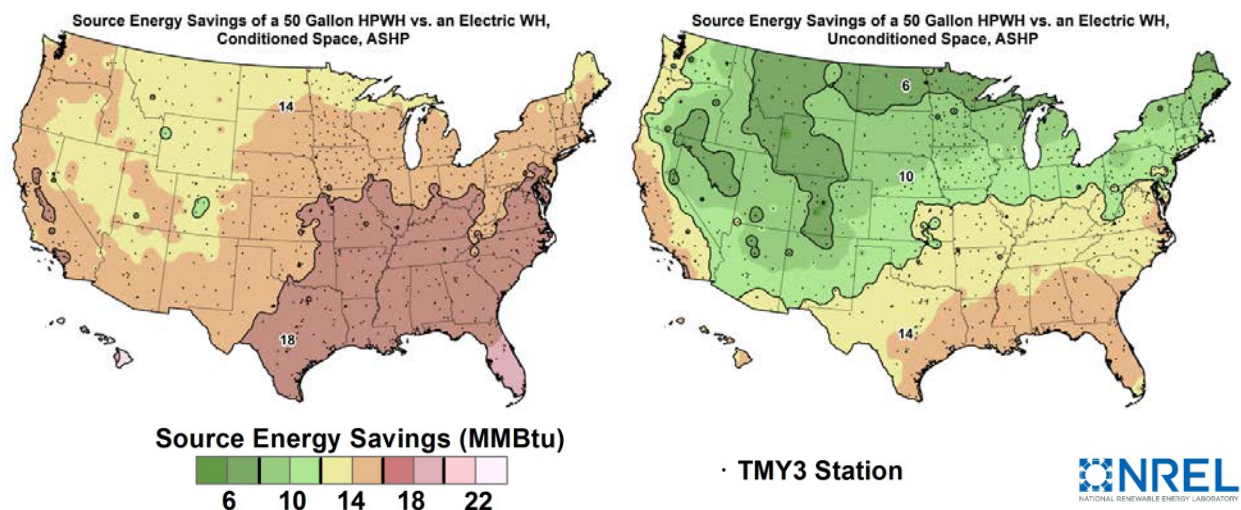 Source Energy Savings of a 50 Gallon HPWH vs. an Electric WH,
Conditioned Space, ASHP
14
18
Source Energy Savings of a 50 Gallon HPWH vs. an Electric WH,
Unconditioned Space, ASHP
6
10
14
Source Energy Savings (MMBtu)
6 10 14 18 22
· TMY3 Station
NREL
NATIONAL RENEWABLE ENERGY LABORATORY